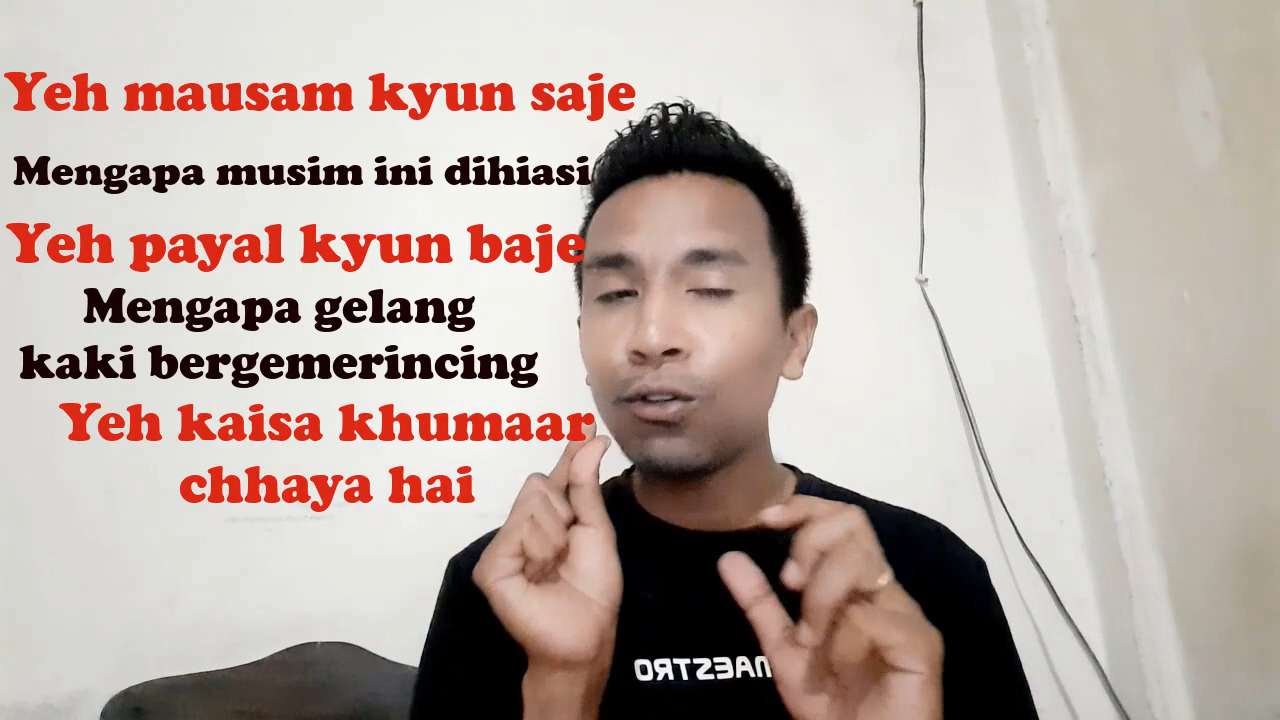 Yeh mausam kyun saje
Mengapa musim ini dihiasi
Yeh payal kyun baje
Mengapa gelang
kaki bergemerincing
Yeh kaisa khumaar
chhaya hai
MAESTRO